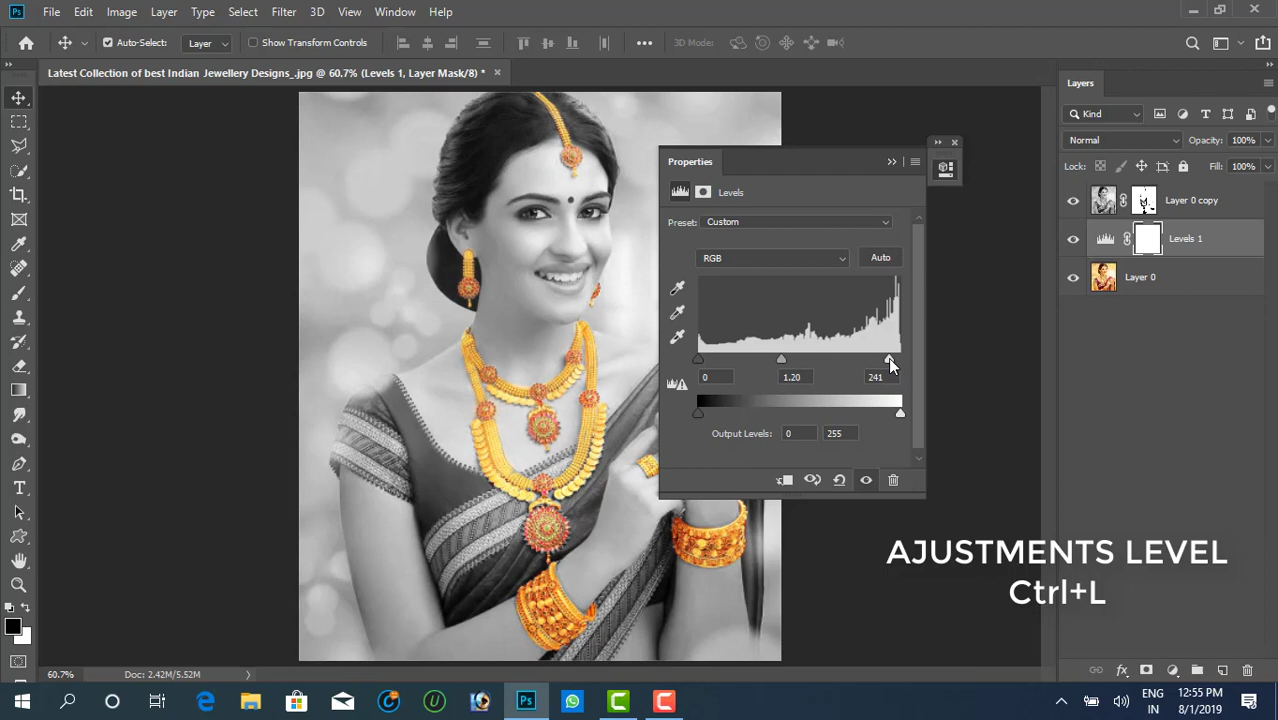 Ps File Edit Image Layer Type Select Filter 3D View Window Help
Auto-Select: Layer Show Transform Controls 3D Mode:
Latest Collection of best Indian Jewellery Designs_.jpg @ 60.7% (Levels 1, Layer Mask/8) *
Layers
Kind
Normal Opacity: 100%
Lock: Fill: 100%
Layer 0 copy
Levels 1
Layer 0
Properties
Levels
Preset: Custom
RGB Auto
0 1.20 241
Output Levels: 0 255
AJUSTMENTS LEVEL
Ctrl+L
60.7% Doc: 2.42M/5.52M
Ps
ENG
IN
12:55 PM
8/1/2019